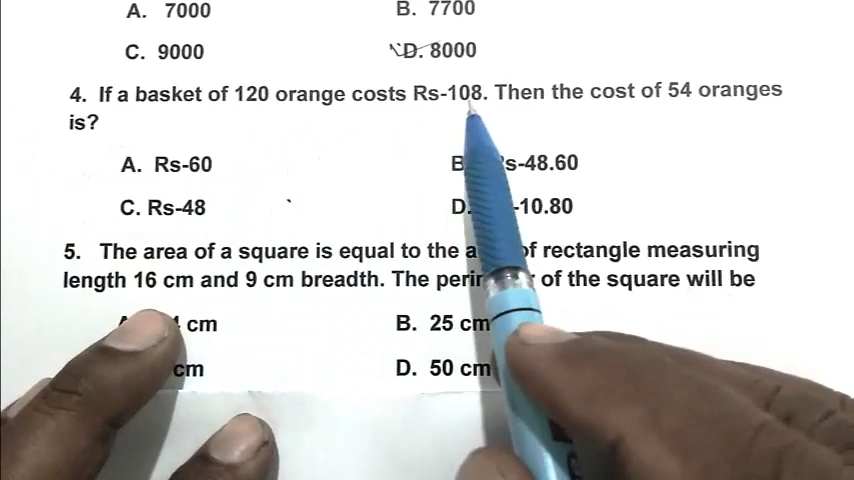 A. 7000 B. 7700
C. 9000 D. 8000
4. If a basket of 120 orange costs Rs-108. Then the cost of 54 oranges
is?
A. Rs-60 B s-48.60
C. Rs-48 D. -10.80
5. The area of a square is equal to the a of rectangle measuring
length 16 cm and 9 cm breadth. The peri of the square will be
cm B. 25 cm
cm D. 50 cm